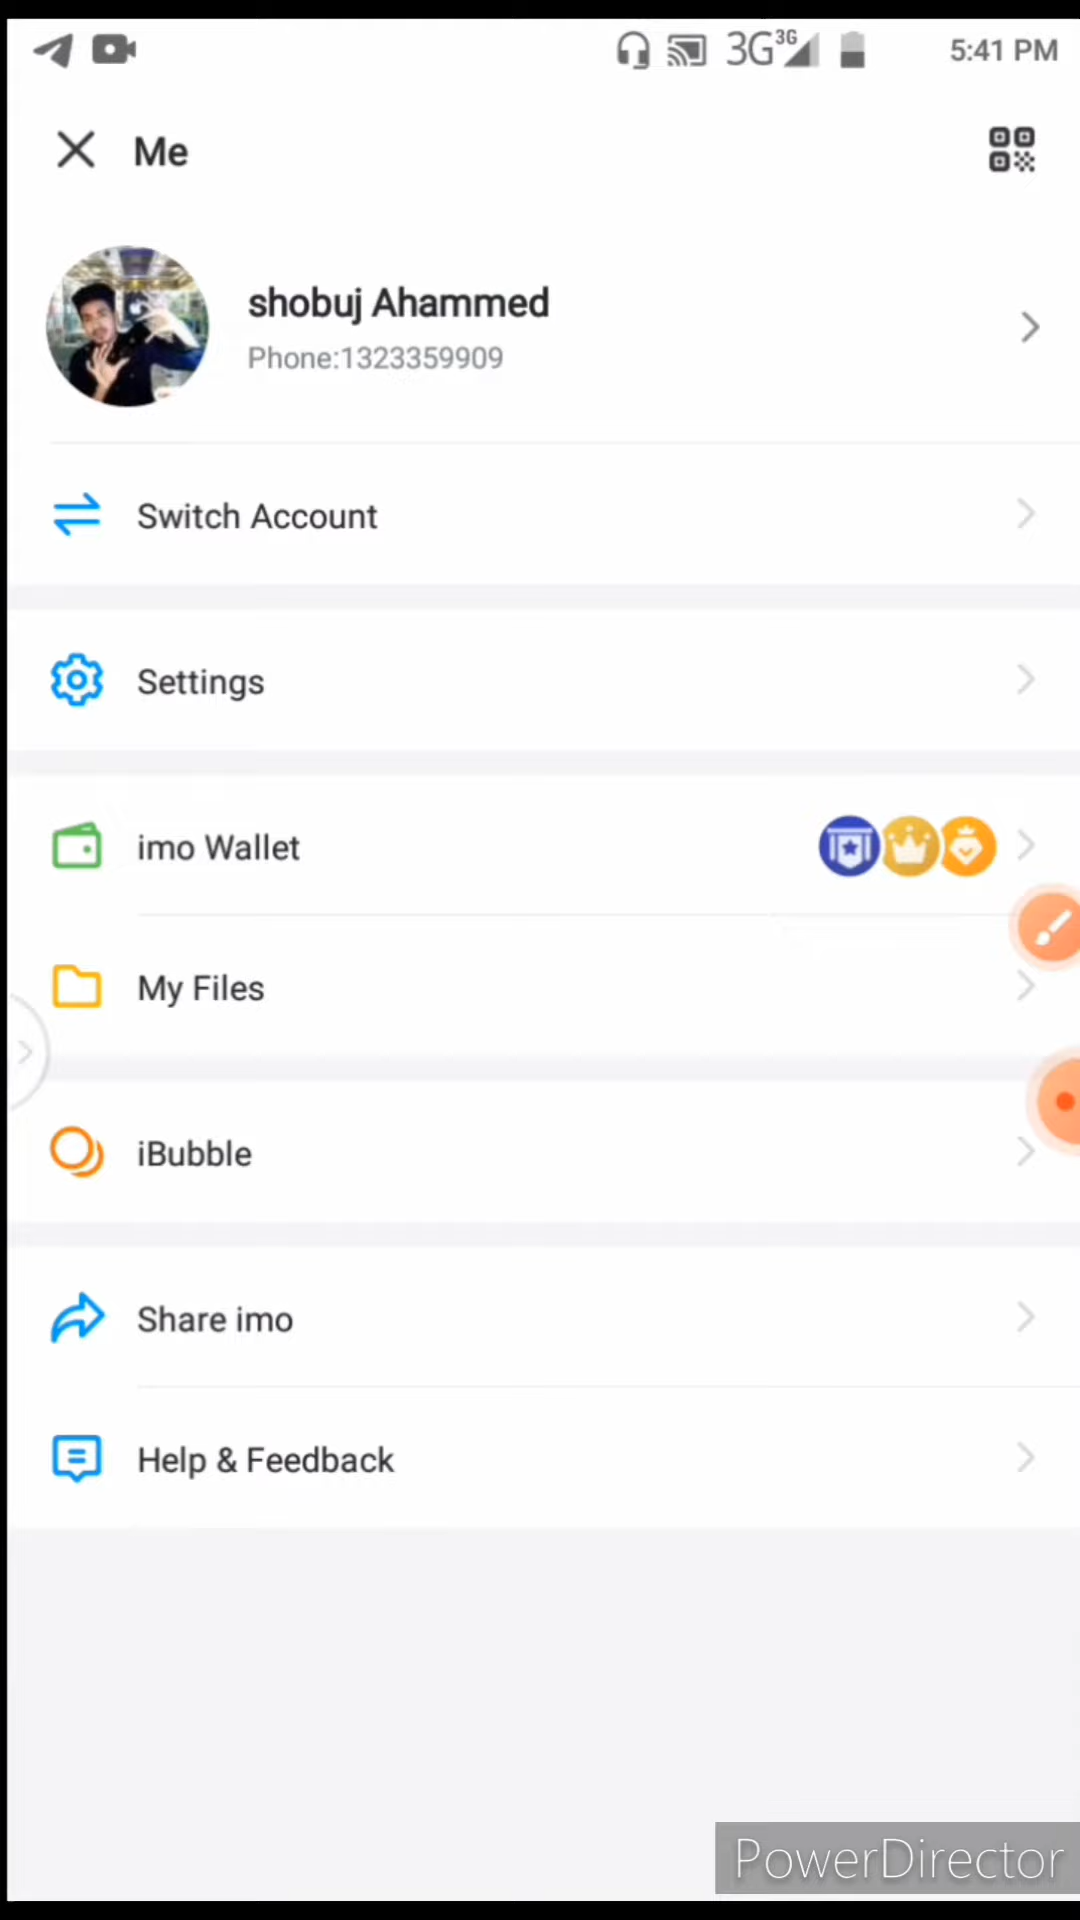 3G 3G 5:41 PM
Me
shobuj Ahammed
Phone:1323359909
Switch Account
Settings
imo Wallet
My Files
iBubble
Share imo
Help & Feedback
PowerDirector